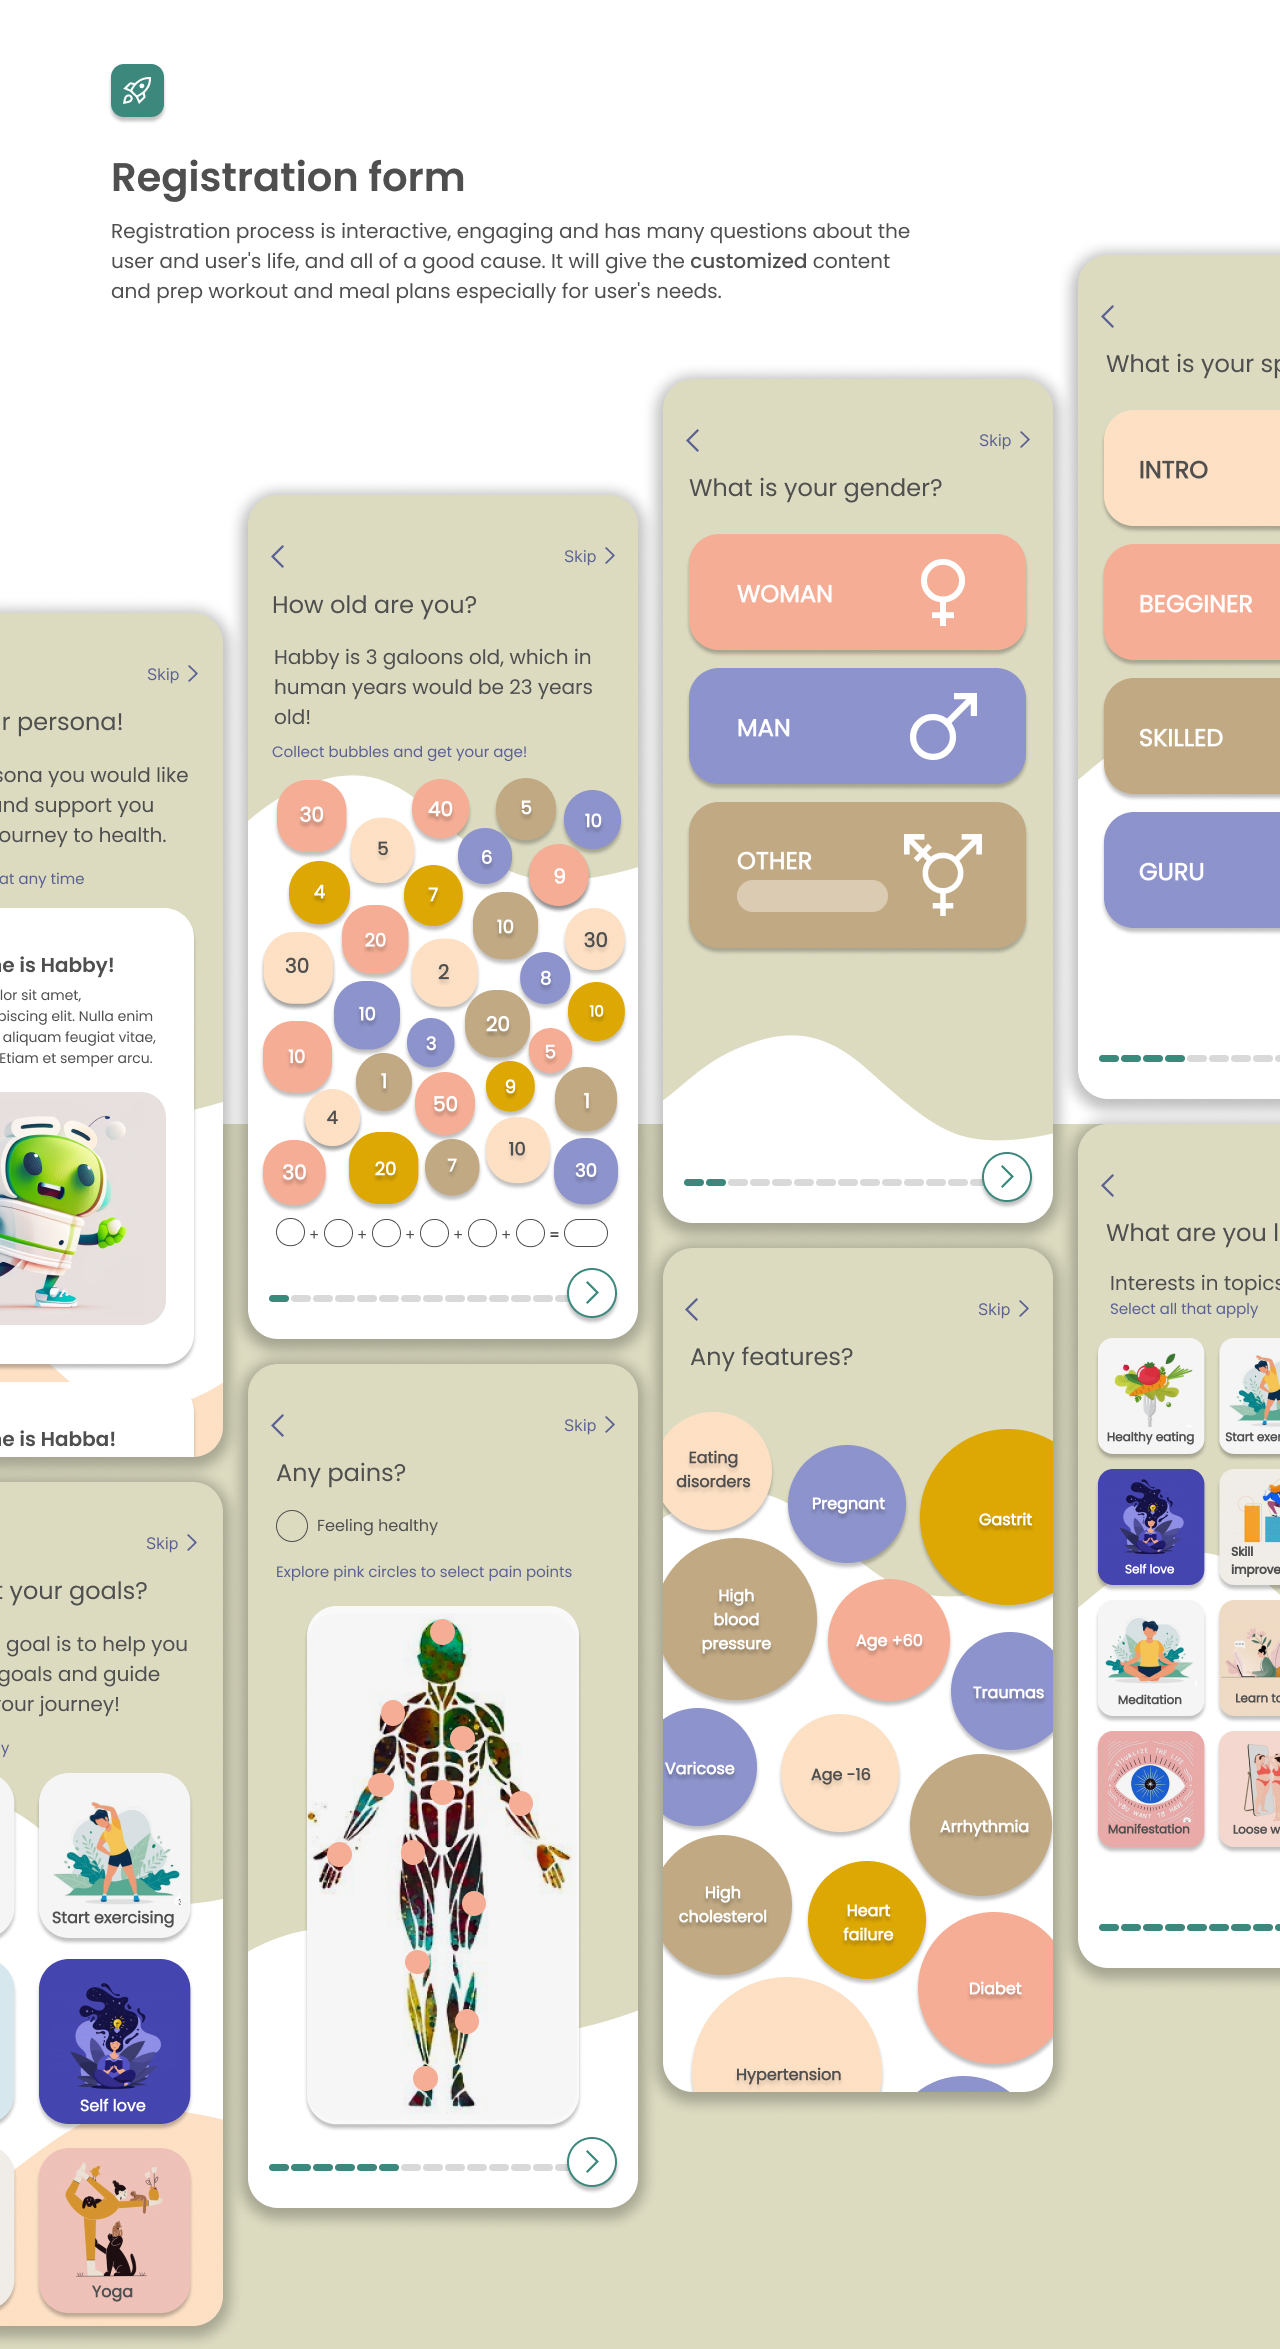 Registration form
Registration process is interactive, engaging and has many questions about the
user and user's life, and all of a good cause. It will give the customized content
and prep workout and meal plans especially for user's needs.
Skip
r persona!
sona you would like
and support you
ourney to health.
at any time
e is Habby!
lor sit amet,
piscing elit. Nulla enim
aliquam feugiat vitae,
Etiam et semper arcu.
e is Habba!
Skip
t your goals?
goal is to help you
goals and guide
your journey!
y
Start exercising
Self love
Yoga
Skip
How old are you?
Habby is 3 galoons old, which in
human years would be 23 years
old!
Collect bubbles and get your age!
30 40 5 10
5 6 9
4 7
20 10 30
30 2 8
10 20 10
3 5
10 1 9 1
4 50
10
30 20 7 30
+ + + + + =
Skip
Any pains?
Feeling healthy
Explore pink circles to select pain points
Skip
What is your gender?
WOMAN
MAN
OTHER
Skip
Any features?
Eating
disorders
Pregnant
Gastrit
High
blood
pressure
Age +60
Traumas
Varicose
Age -16
Arrhythmia
High
cholesterol
Heart
failure
Diabet
Hypertension
What is your sp
INTRO
BEGGINER
SKILLED
GURU
What are you l
Interests in topics
Select all that apply
Healthy eating
Start exer
Self love
Skill
improve
Meditation
Learn to
VISUALIZE THE LIFE
YOU WANT TO HAVE
Manifestation
Loose w